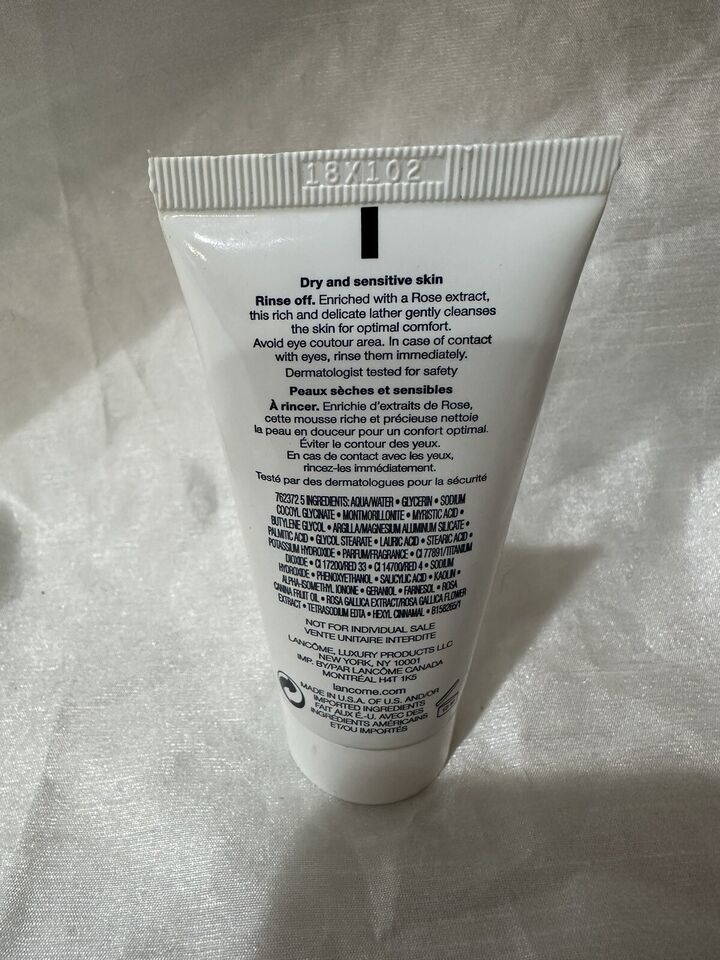 18X102
Dry and sensitive skin
Rinse off. Enriched with a Rose extract,
this rich and delicate lather gently cleanses
the skin for optimal comfort.
Avoid eye coutour area. In case of contact
with eyes, rinse them immediately.
Dermatologist tested for safety
Peaux sèches et sensibles
À rincer. Enrichie d'extraits de Rose,
cette mousse riche et précieuse nettoie
la peau en douceur pour un confort optimal.
Éviter le contour des yeux.
En cas de contact avec les yeux,
rincez-les immédiatement.
Testé par des dermatologues pour la sécurité
762372 5 INGREDIENTS: AQUA/WATER • GLYCERIN • SODIUM
COCOYL GLYCINATE • MONTMORILLONITE • MYRISTIC ACID •
BUTYLENE GLYCOL • ARGILLA/MAGNESIUM ALUMINUM SILICATE •
PALMITIC ACID • GLYCOL STEARATE • LAURIC ACID • STEARIC ACID •
POTASSIUM HYDROXIDE • PARFUM/FRAGRANCE • CI 77891/TITANIUM
DIOXIDE • CI 17200/RED 33 • CI 14700/RED 4 • SODIUM
HYDROXIDE • PHENOXYETHANOL • SALICYLIC ACID • KAOLIN •
ALPHA-ISOMETHYL IONONE • GERANIOL • FARNESOL • ROSA
CANINA FRUIT OIL • ROSA GALLICA EXTRACT/ROSA GALLICA FLOWER
EXTRACT • TETRASODIUM EDTA • HEXYL CINNAMAL • B158265/1
NOT FOR INDIVIDUAL SALE
VENTE UNITAIRE INTERDITE
LANCÔME, LUXURY PRODUCTS LLC
NEW YORK, NY 10001
IMP. BY/PAR LANCÔME CANADA
MONTRÉAL H4T 1K5
lancome.com
MADE IN U.S.A. OF U.S. AND/OR
IMPORTED INGREDIENTS
FAIT AUX É.-U. AVEC DES
INGRÉDIENTS AMÉRICAINS
ET/OU IMPORTÉS